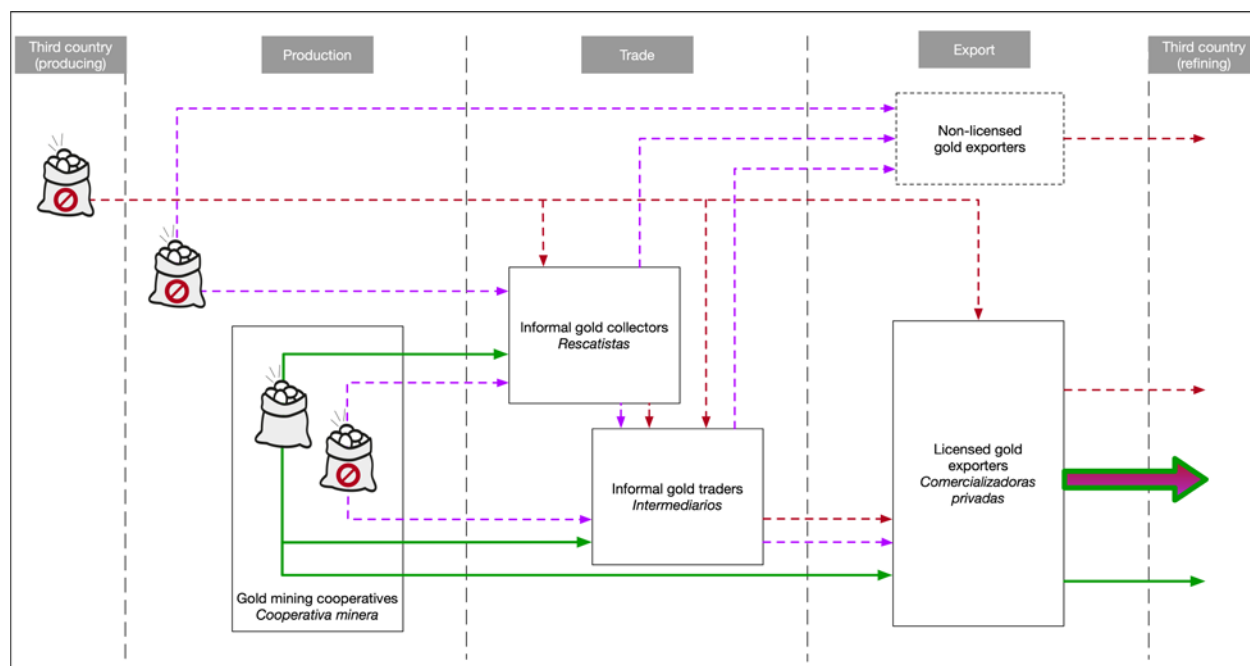 Third country
(producing)
Production
Trade
Export
Third country
(refining)
Non-licensed
gold exporters
Informal gold collectors
Rescatistas
Informal gold traders
Intermediarios
Licensed gold
exporters
Comercializadoras
privadas
Gold mining cooperatives
Cooperativa minera